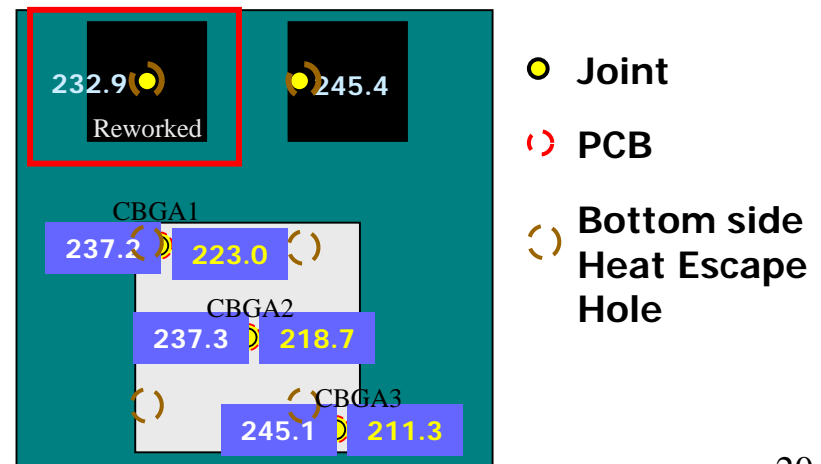 232.9
245.4
Reworked
CBGA1
237.2 223.0
CBGA2
237.3 218.7
CBGA3
245.1 211.3
Joint
PCB
Bottom side
Heat Escape
Hole